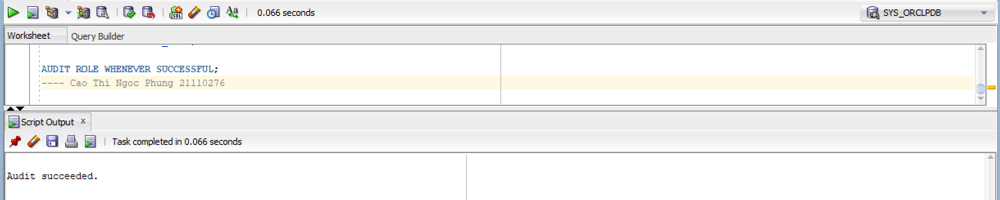 0.066 seconds
SYS_ORCLPDB
Worksheet
Query Builder
AUDIT ROLE WHENEVER SUCCESSFUL;
---- Cao Thi Ngoc Phung 21110276
Script Output x
Task completed in 0.066 seconds
Audit succeeded.